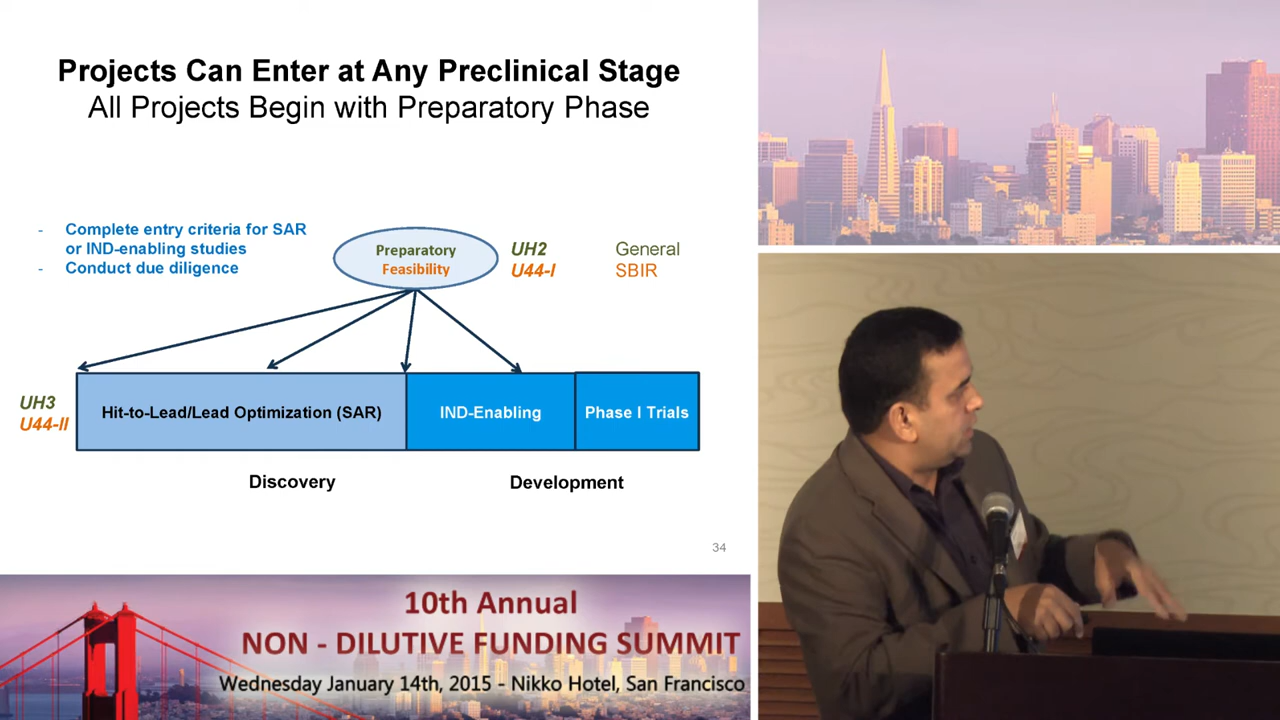 Projects Can Enter at Any Preclinical Stage
All Projects Begin with Preparatory Phase
- Complete entry criteria for SAR
or IND-enabling studies
- Conduct due diligence
Preparatory
Feasibility
UH2
U44-I
General
SBIR
UH3
U44-II
Hit-to-Lead/Lead Optimization (SAR)
IND-Enabling
Phase I Trials
Discovery
Development
34
10th Annual
NON - DILUTIVE FUNDING SUMMIT
Wednesday January 14th, 2015 - Nikko Hotel, San Francisco